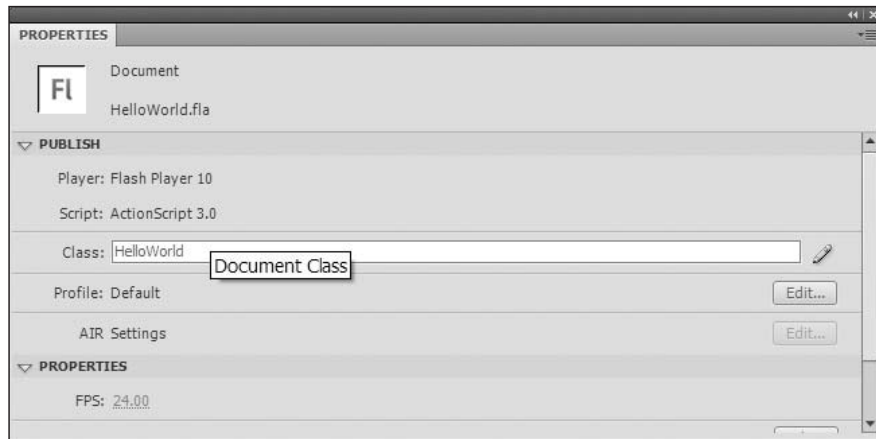 PROPERTIES
Fl
Document
HelloWorld.fla
PUBLISH
Player: Flash Player 10
Script: ActionScript 3.0
Class: HelloWorld
Document Class
Profile: Default
Edit...
AIR Settings
Edit...
PROPERTIES
FPS: 24.00